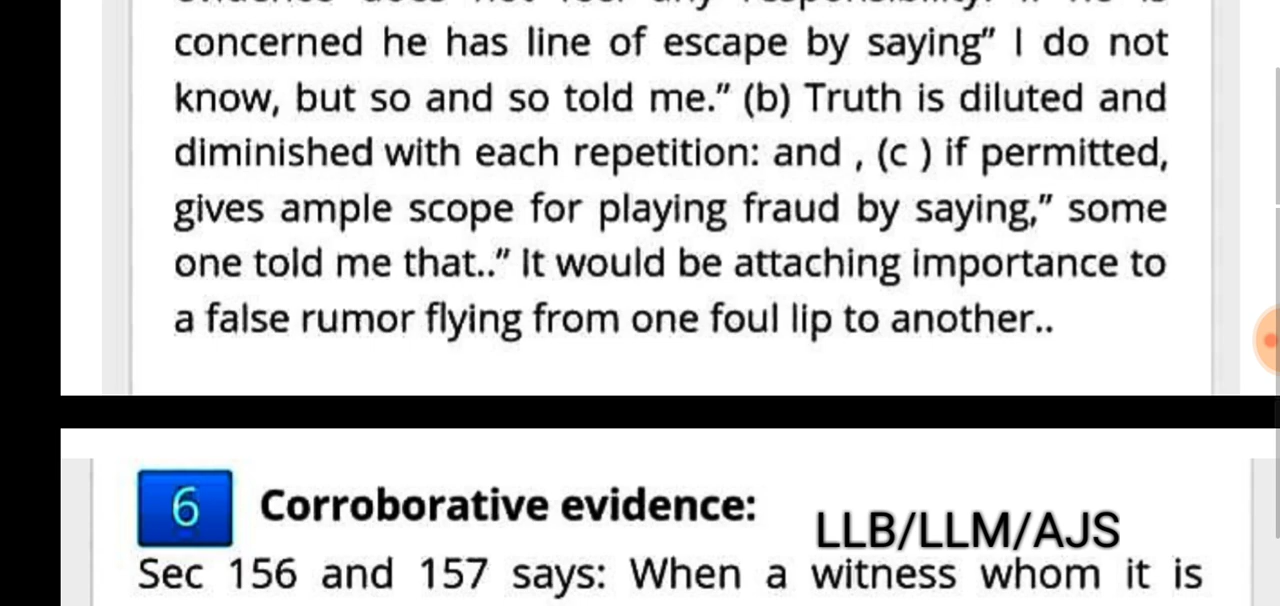 concerned he has line of escape by saying” I do not
know, but so and so told me.” (b) Truth is diluted and
diminished with each repetition: and , (c ) if permitted,
gives ample scope for playing fraud by saying,” some
one told me that..” It would be attaching importance to
a false rumor flying from one foul lip to another..
6 Corroborative evidence:
LLB/LLM/AJS
Sec 156 and 157 says: When a witness whom it is